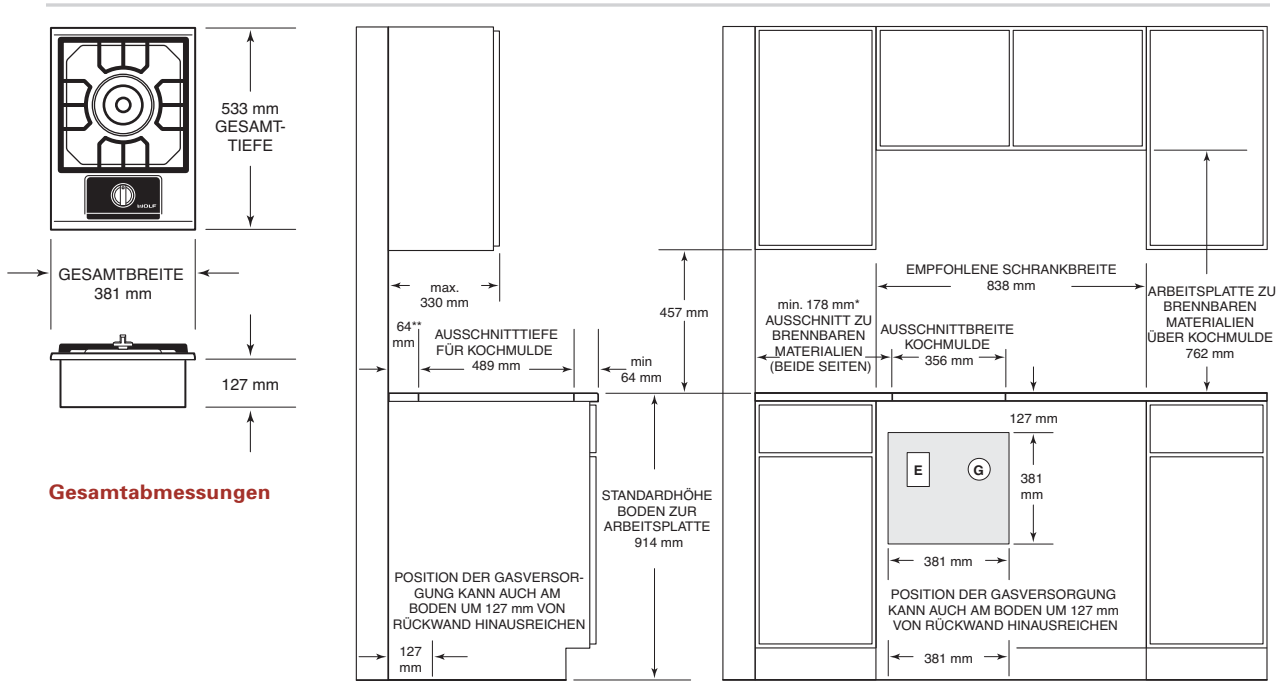 533 mm
GESAMT-
TIEFE
WOLF
GESAMTBREITE
381 mm
127 mm
Gesamtabmessungen
max.
330 mm
64**
mm
AUSSCHNITTTIEFE
FÜR KOCHMULDE
489 mm
min
64 mm
457 mm
STANDARDHÖHE
BODEN ZUR
ARBEITSPLATTE
914 mm
POSITION DER GASVERSOR-
GUNG KANN AUCH AM
BODEN UM 127 mm VON
RÜCKWAND HINAUSREICHEN
127
mm
EMPFOHLENE SCHRANKBREITE
838 mm
min. 178 mm*
AUSSCHNITT ZU
BRENNBAREN
MATERIALIEN
(BEIDE SEITEN)
AUSSCHNITTBREITE
KOCHMULDE
356 mm
ARBEITSPLATTE ZU
BRENNBAREN
MATERIALIEN
ÜBER KOCHMULDE
762 mm
127 mm
E
G
381
mm
381 mm
POSITION DER GASVERSORGUNG
KANN AUCH AM BODEN UM 127 mm
VON RÜCKWAND HINAUSREICHEN
381 mm